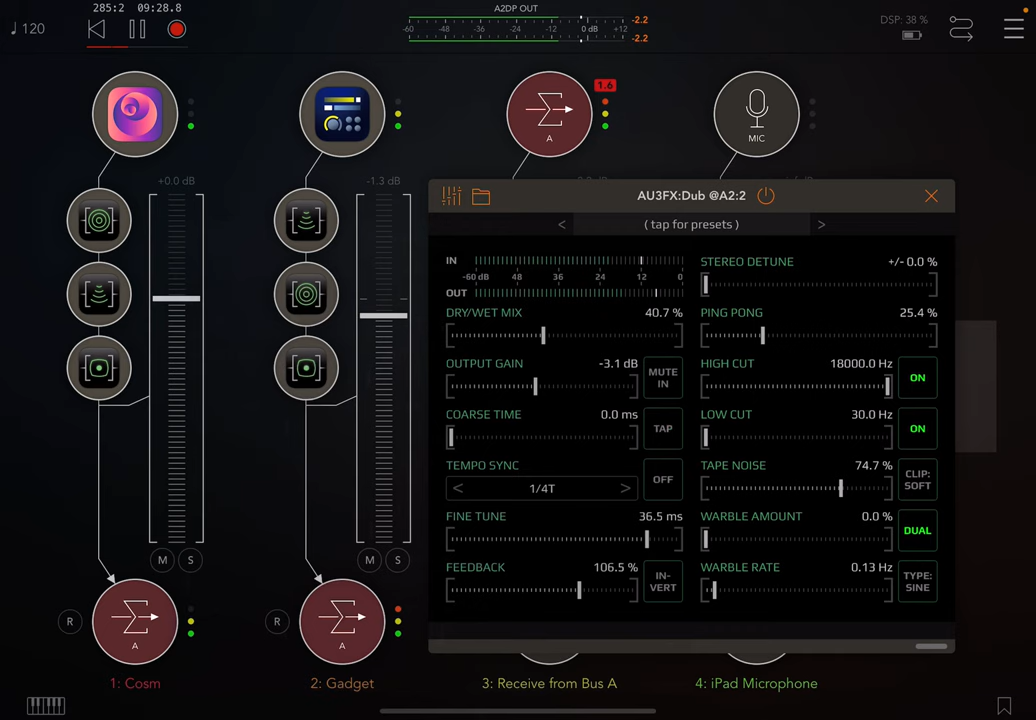 285:2 09:28.8
♩ 120
A2DP OUT
-60 -48 -36 -24 -12 0 dB +12
-2.2
-2.2
DSP: 38 %
1.6
A
MIC
+0.0 dB
-1.3 dB
AU3FX:Dub @A2:2
< ( tap for presets ) >
IN
-60 dB 48 36 24 12 0
OUT
DRY/WET MIX 40.7 %
OUTPUT GAIN -3.1 dB
MUTE
IN
COARSE TIME 0.0 ms
TAP
TEMPO SYNC
< 1/4T >
OFF
FINE TUNE 36.5 ms
FEEDBACK 106.5 %
IN-
VERT
STEREO DETUNE +/- 0.0 %
PING PONG 25.4 %
HIGH CUT 18000.0 Hz
ON
LOW CUT 30.0 Hz
ON
TAPE NOISE 74.7 %
CLIP:
SOFT
WARBLE AMOUNT 0.0 %
DUAL
WARBLE RATE 0.13 Hz
TYPE:
SINE
M S
M S
R
A
R
A
1: Cosm
2: Gadget
3: Receive from Bus A
4: iPad Microphone